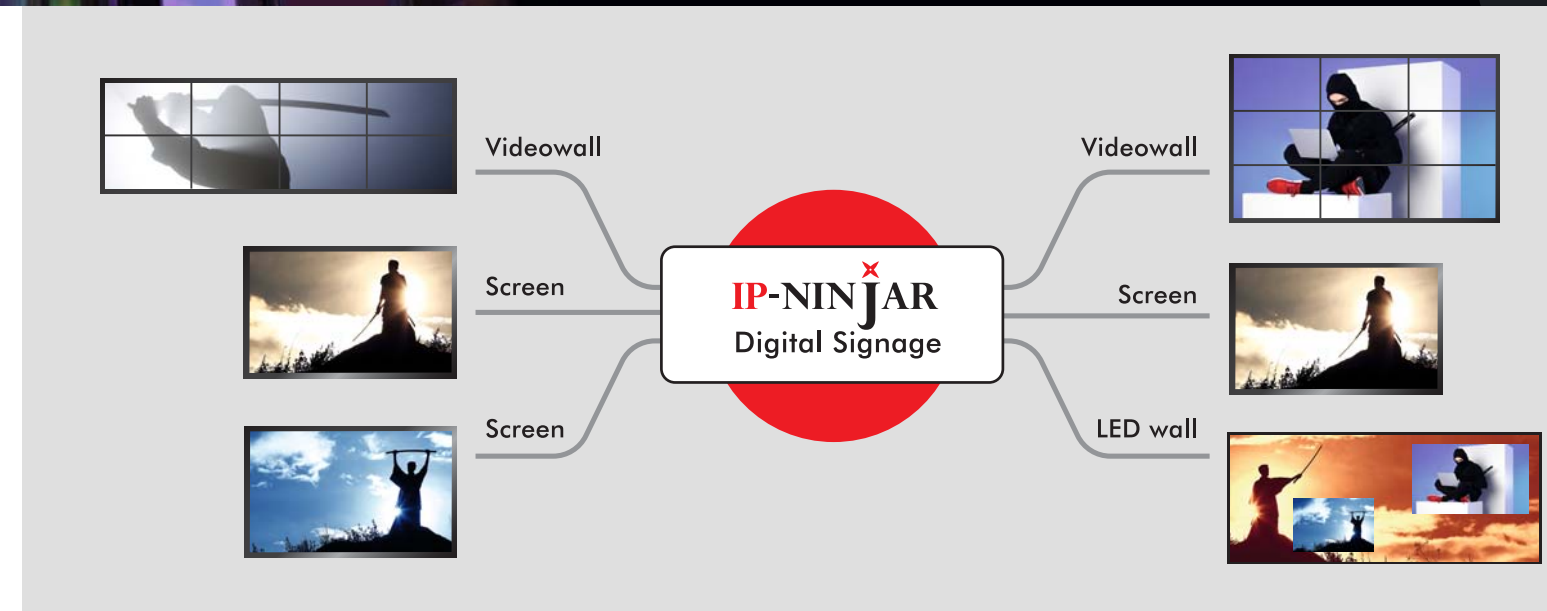 Videowall
Screen
Screen
IP-NINJAR
Digital Signage
Videowall
Screen
LED wall